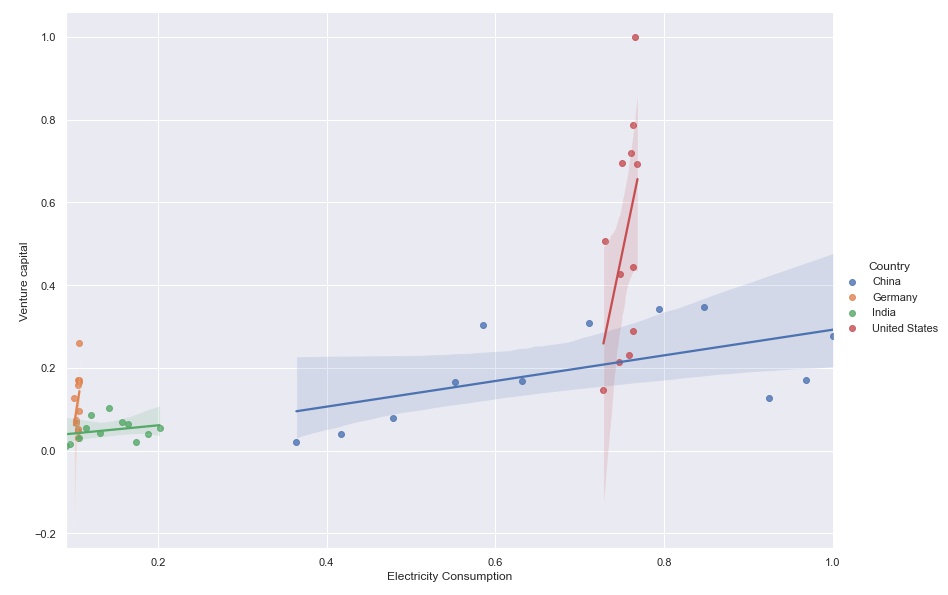 1.0
0.8
0.6
0.4
0.2
0.0
−0.2
Venture capital
0.2
0.4
0.6
0.8
1.0
Electricity Consumption
Country
China
Germany
India
United States